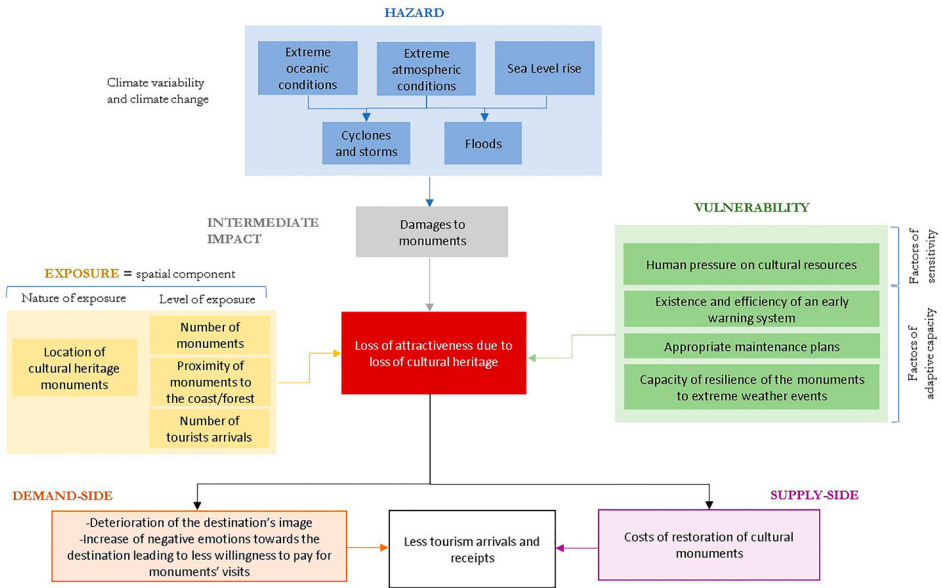 HAZARD
Extreme
oceanic
conditions
Extreme
atmospheric
conditions
Sea Level rise
Climate variability
and climate change
Cyclones
and storms
Floods
INTERMEDIATE
IMPACT
Damages to
monuments
VULNERABILITY
Human pressure on cultural resources
Existence and efficiency of an early
warning system
Appropriate maintenance plans
Capacity of resilience of the monuments
to extreme weather events
Factors of
sensitivity
Factors of
adaptive capacity
EXPOSURE = spatial component
Nature of exposure
Level of exposure
Location of
cultural heritage
monuments
Number of
monuments
Proximity of
monuments to
the coast/forest
Number of
tourists arrivals
Loss of attractiveness due to
loss of cultural heritage
DEMAND-SIDE
-Deterioration of the destination's image
-Increase of negative emotions towards the
destination leading to less willingness to pay for
monuments' visits
Less tourism arrivals and
receipts
SUPPLY-SIDE
Costs of restoration of cultural
monuments